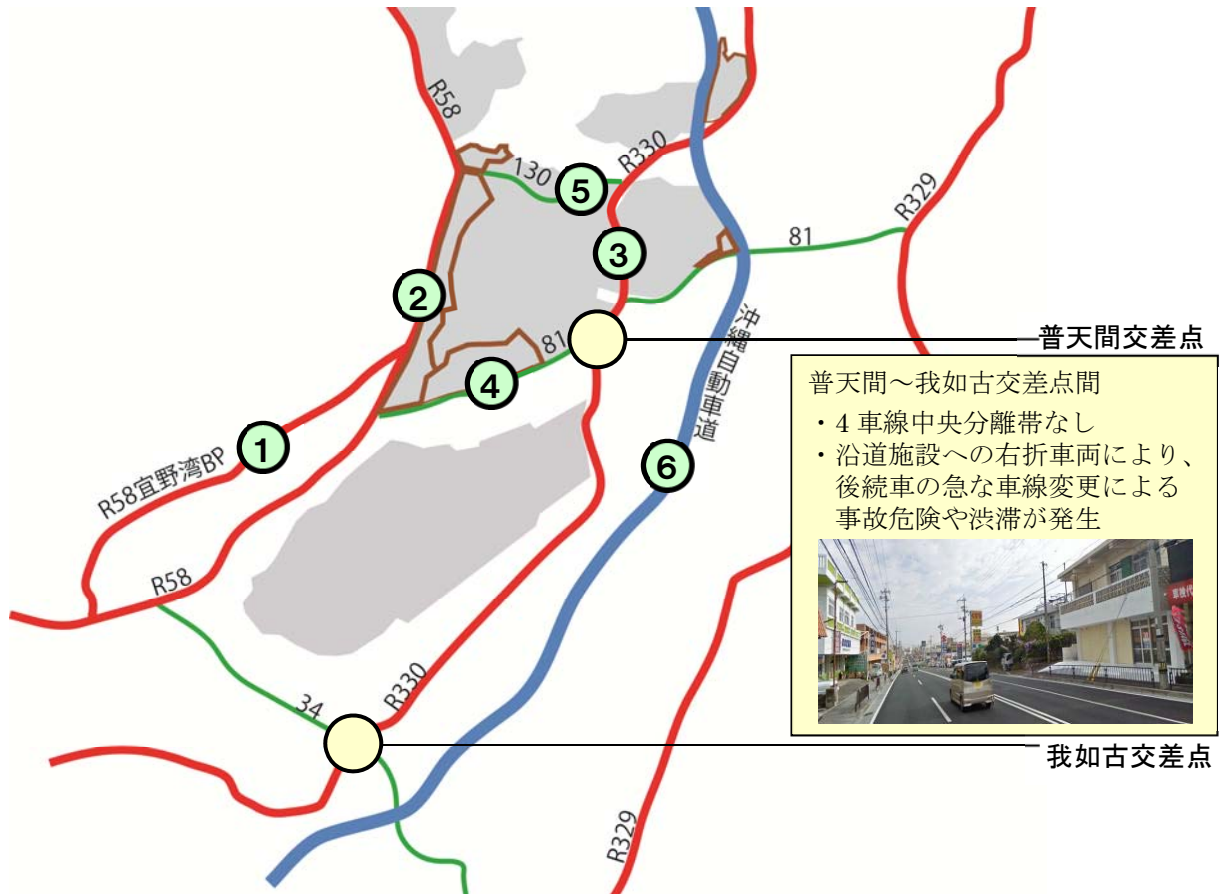 R58
R330
130
5
R329
3
81
2
沖縄自動車道
81
普天間交差点
4
普天間～我如古交差点間
・4車線中央分離帯なし
・沿道施設への右折車両により、
後続車の急な車線変更による
事故危険や渋滞が発生
1
6
R58宜野湾BP
R58
34
R330
我如古交差点
R329